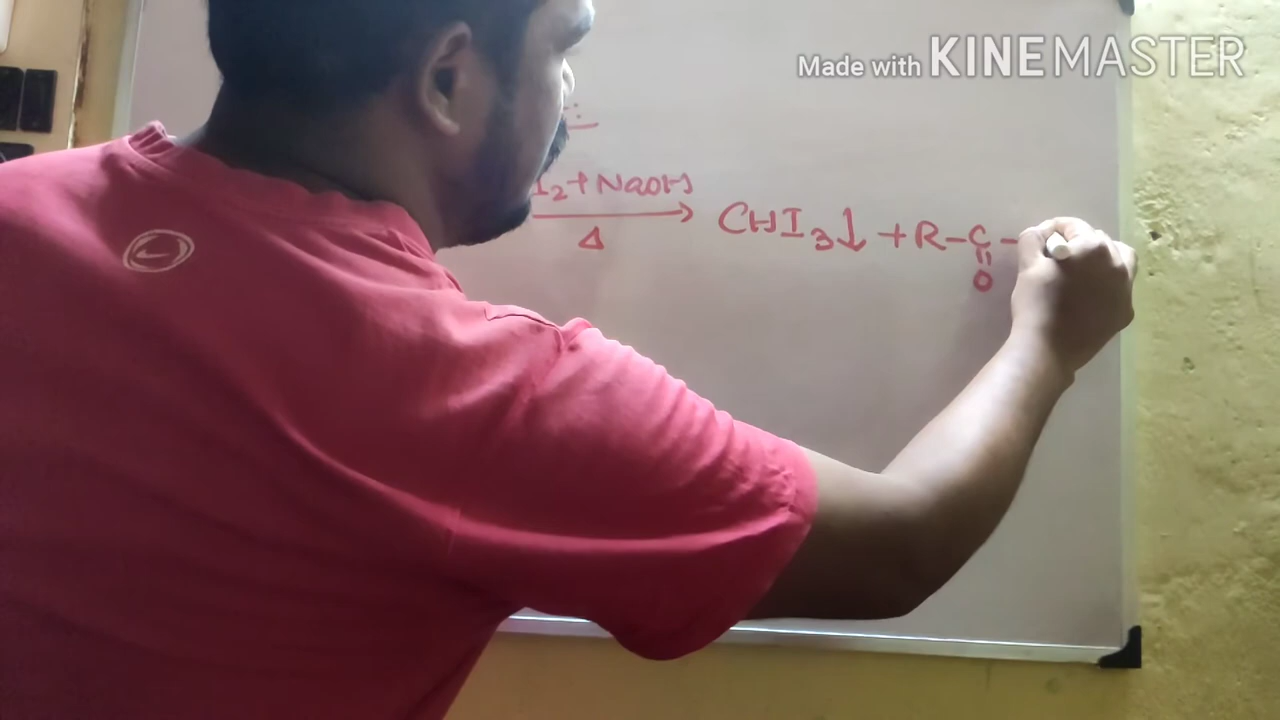 Made with KINEMASTER
I₂ + NaOH
Δ
CHI₃↓ + R-C-
||
O